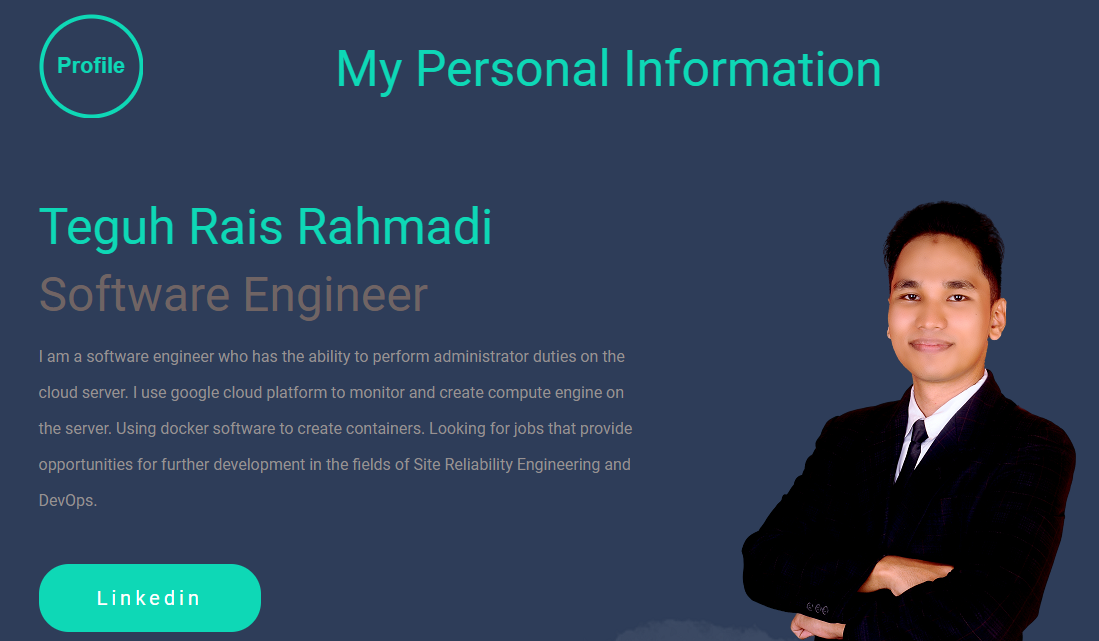 Profile
My Personal Information
Teguh Rais Rahmadi
Software Engineer
I am a software engineer who has the ability to perform administrator duties on the
cloud server. I use google cloud platform to monitor and create compute engine on
the server. Using docker software to create containers. Looking for jobs that provide
opportunities for further development in the fields of Site Reliability Engineering and
DevOps.
Linkedin